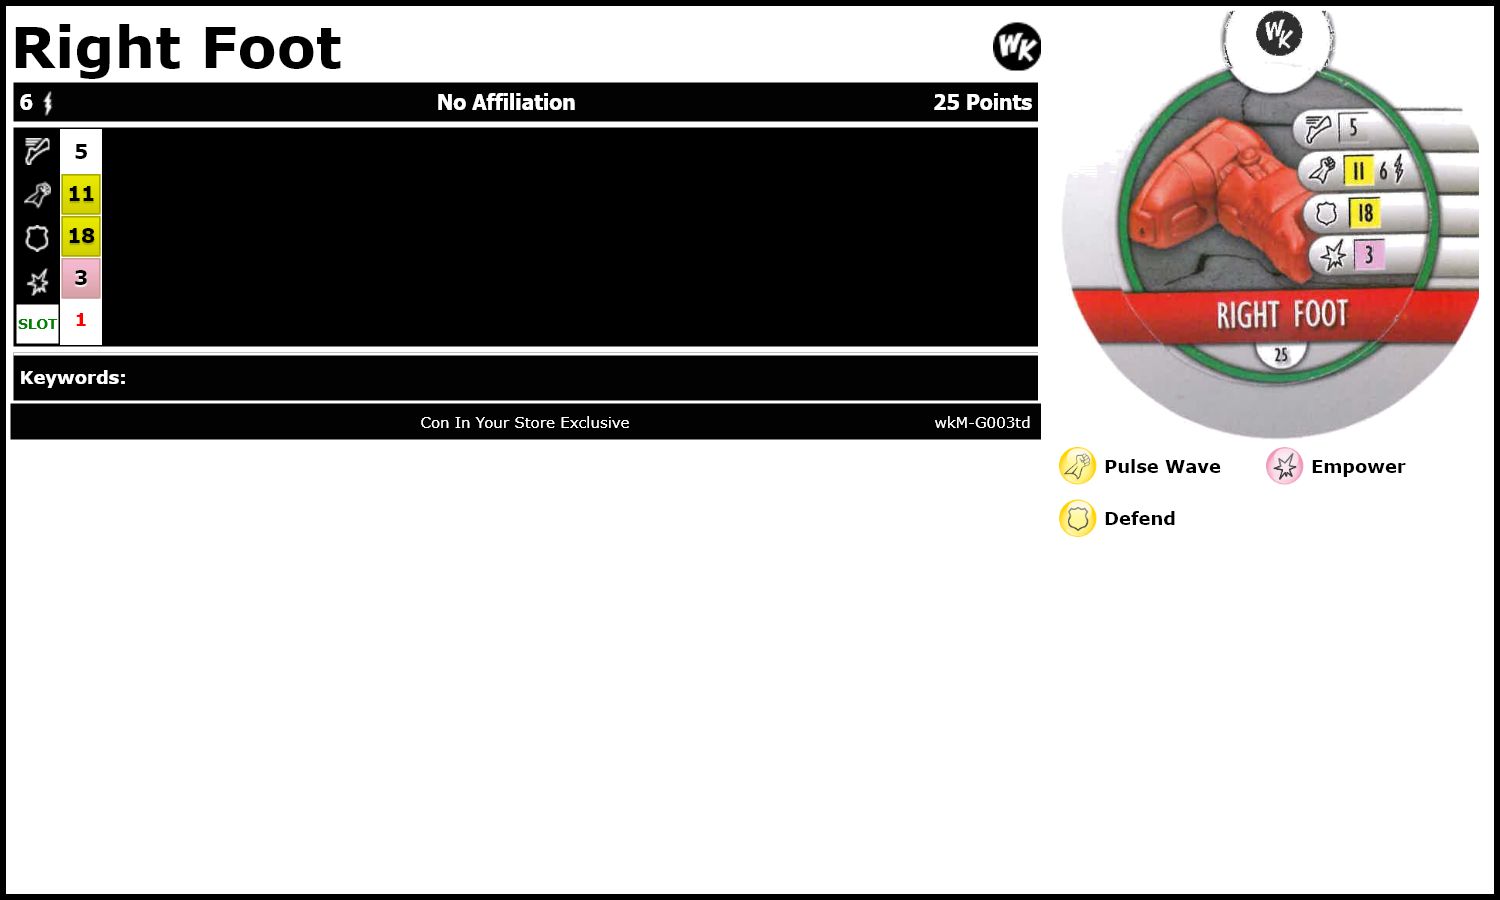 Right Foot
WK
6 No Affiliation 25 Points
5
11
18
3
SLOT 1
Keywords:
Con In Your Store Exclusive wkM-G003td
WK
5
11 6
18
3
RIGHT FOOT
25
Pulse Wave
Empower
Defend